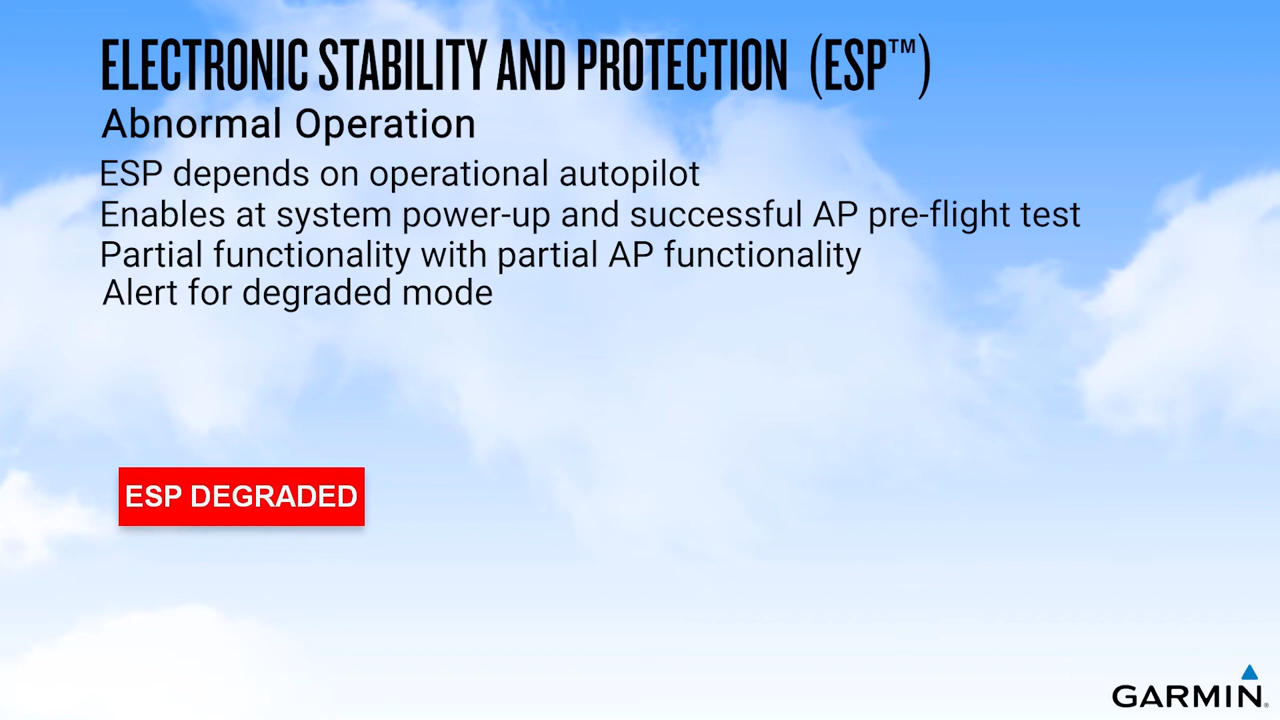 ELECTRONIC STABILITY AND PROTECTION (ESP™)
Abnormal Operation
ESP depends on operational autopilot
Enables at system power-up and successful AP pre-flight test
Partial functionality with partial AP functionality
Alert for degraded mode
ESP DEGRADED
GARMIN®